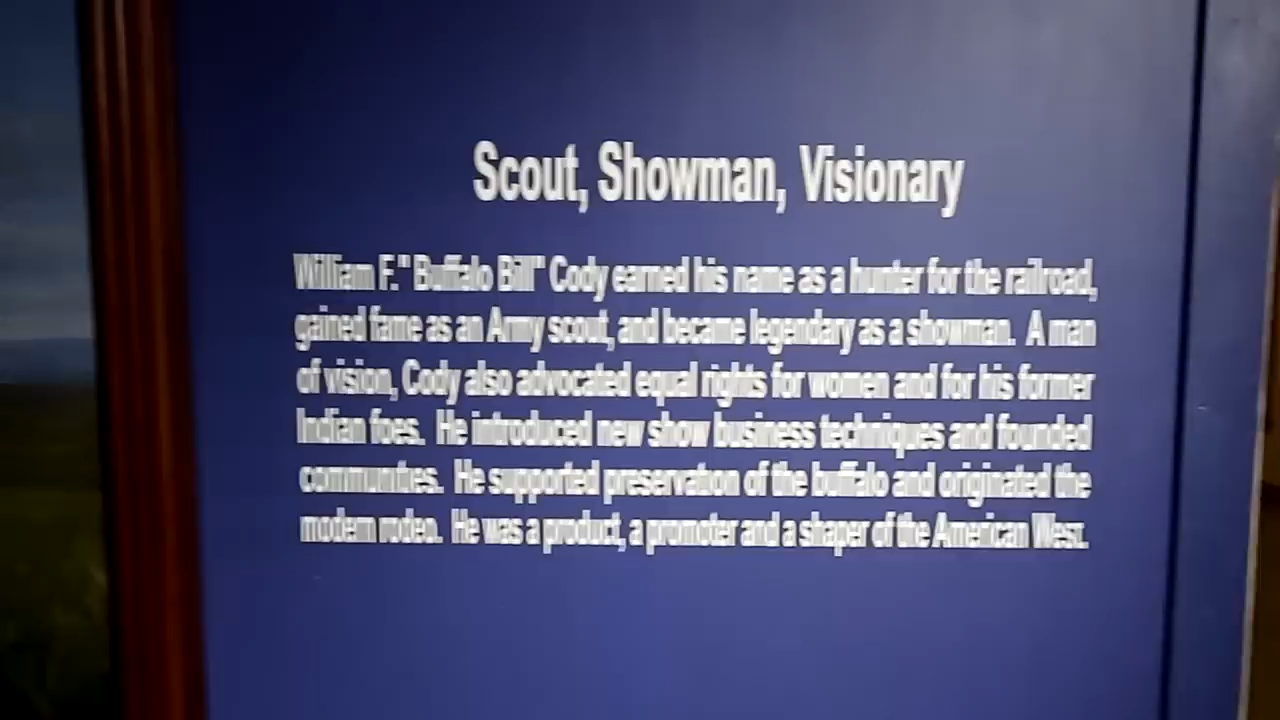 Scout, Showman, Visionary
William F. "Buffalo Bill" Cody earned his name as a hunter for the railroad,
gained fame as an Army scout, and became legendary as a showman. A man
of vision, Cody also advocated equal rights for women and for his former
Indian foes. He introduced new show business techniques and founded
communities. He supported preservation of the buffalo and originated the
modern rodeo. He was a product, a promoter and a shaper of the American West.